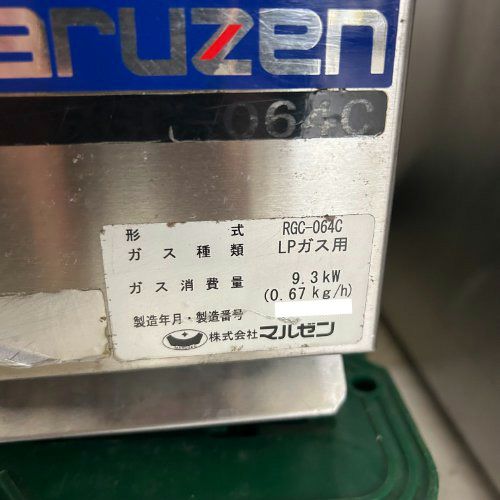 aruzen
064C
形 式 RGC-064C
ガス種類 LPガス用
ガス消費量 9.3kW
(0.67kg/h)
製造年月・製造番号
株式会社マルゼン